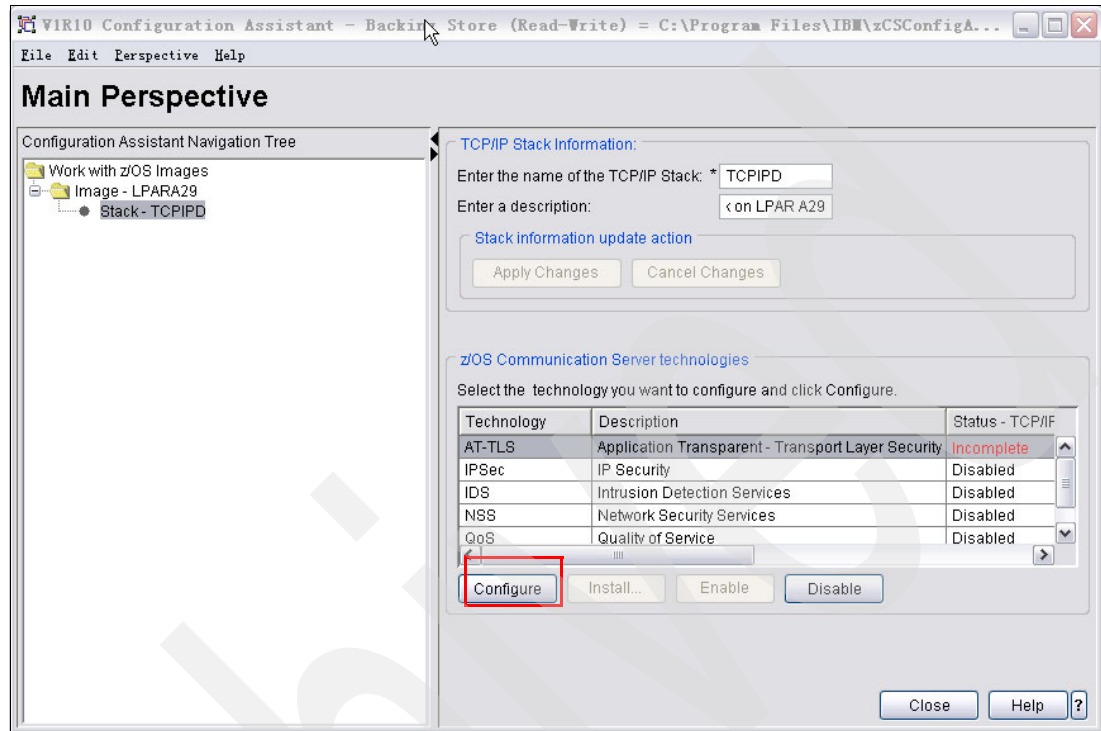 V1R10 Configuration Assistant - Backing Store (Read-Write) = C:\Program Files\IBM\zCSConfigA...
File Edit Perspective Help
Main Perspective
Configuration Assistant Navigation Tree
Work with z/OS Images
Image - LPARA29
Stack - TCPIPD
TCP/IP Stack Information:
Enter the name of the TCP/IP Stack: * TCPIPD
Enter a description: on LPAR A29
Stack information update action
Apply Changes Cancel Changes
z/OS Communication Server technologies
Select the technology you want to configure and click Configure.
Technology Description Status - TCP/IP
AT-TLS Application Transparent - Transport Layer Security Incomplete
IPSec IP Security Disabled
IDS Intrusion Detection Services Disabled
NSS Network Security Services Disabled
QoS Quality of Service Disabled
Configure Install... Enable Disable
Close Help ?